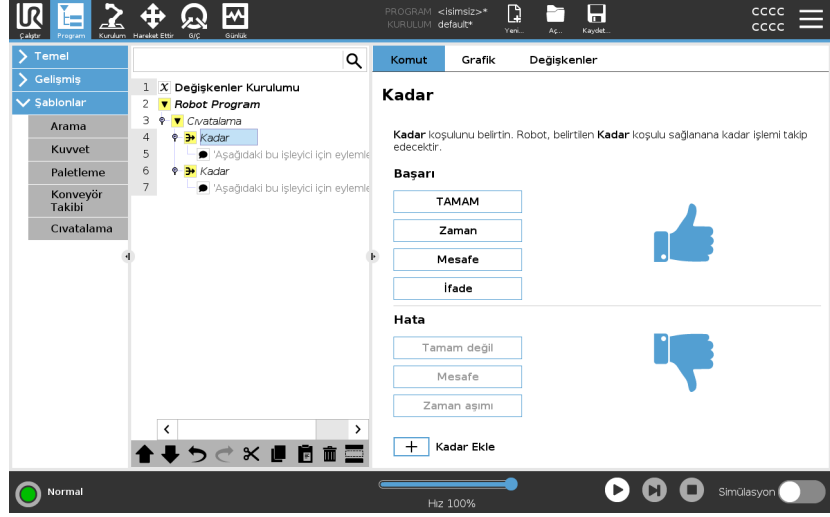 UR
PROGRAM <isimsiz>*
KURULUM default*
CCCC
CCCC
Çalıştır
Program
Kurulum
Hareket Ettir
G/Ç
Günlük
Yeni...
Aç...
Kaydet...
Temel
Gelişmiş
Şablonlar
Arama
Kuvvet
Paletleme
Konveyör
Takibi
Cıvatalama
1 X Değişkenler Kurulumu
2 Robot Program
3 Cıvatalama
4 Kadar
5 'Aşağıdaki bu işleyici için eylemle
6 Kadar
7 'Aşağıdaki bu işleyici için eylemle
Komut Grafik Değişkenler
Kadar
Kadar koşulunu belirtin. Robot, belirtilen Kadar koşulu sağlanana kadar işlemi takip
edecektir.
Başarı
TAMAM
Zaman
Mesafe
İfade
Hata
Tamam değil
Mesafe
Zaman aşımı
Kadar Ekle
Normal
Hız 100%
Simülasyon